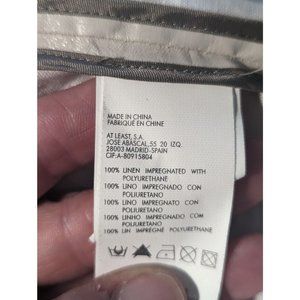 MADE IN CHINA
FABRIQUÉ EN CHINE
AT LEAST, S.A.
JOSE ABASCAL, 55 20 IZQ.
28003 MADRID-SPAIN
CIF:A-80915804
100% LINEN IMPREGNATED WITH
POLYURETHANE
100% LINO IMPREGNADO CON
POLIURETANO
100% LINO IMPREGNATO CON
POLIURETANO
100% LINHO IMPREGNADO COM
POLIURETANO
100% LIN IMPRÉGNÉ POLYURÉTHANE